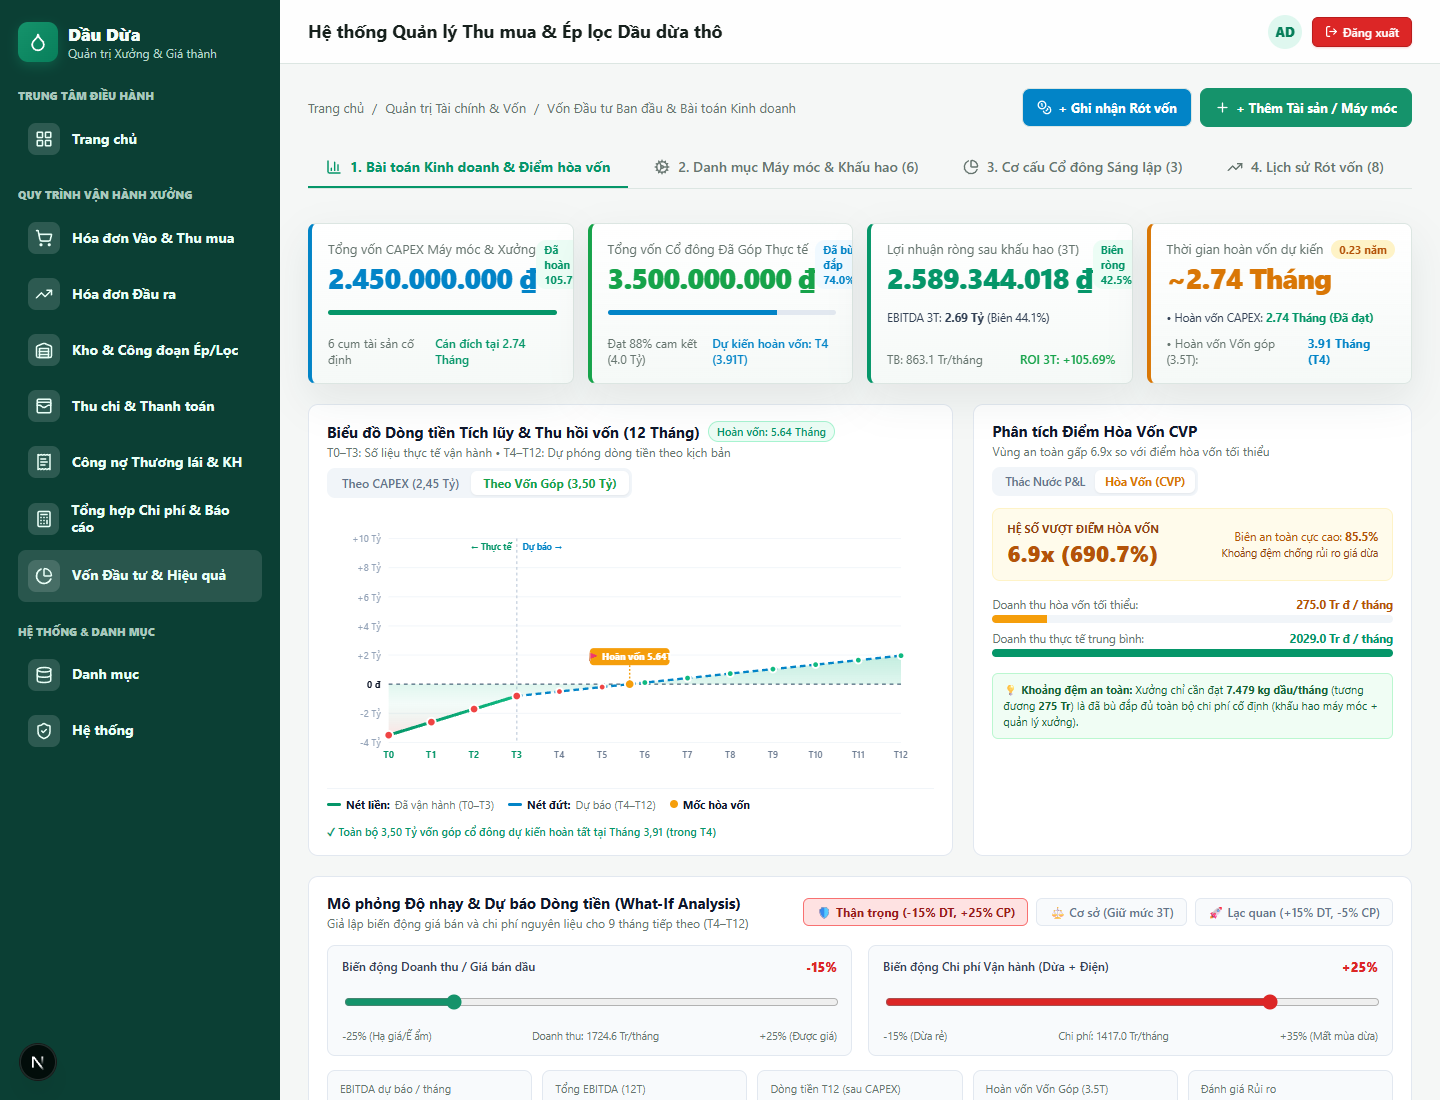 Dầu Dừa
Quản trị Xưởng & Giá thành
TRUNG TÂM ĐIỀU HÀNH
Trang chủ
QUY TRÌNH VẬN HÀNH XƯỞNG
Hóa đơn Vào & Thu mua
Hóa đơn Đầu ra
Kho & Công đoạn Ép/Lọc
Thu chi & Thanh toán
Công nợ Thương lái & KH
Tổng hợp Chi phí & Báo
cáo
Vốn Đầu tư & Hiệu quả
HỆ THỐNG & DANH MỤC
Danh mục
Hệ thống
N
Hệ thống Quản lý Thu mua & Ép lọc Dầu dừa thô
AD
Đăng xuất
Trang chủ / Quản trị Tài chính & Vốn / Vốn Đầu tư Ban đầu & Bài toán Kinh doanh
+ Ghi nhận Rót vốn
+ Thêm Tài sản / Máy móc
1. Bài toán Kinh doanh & Điểm hòa vốn
2. Danh mục Máy móc & Khấu hao (6)
3. Cơ cấu Cổ đông Sáng lập (3)
4. Lịch sử Rót vốn (8)
Tổng vốn CAPEX Máy móc & Xưởng
Đã
hoàn
105.7
2.450.000.000 đ
6 cụm tài sản cố
định
Cán đích tại 2.74
Tháng
Tổng vốn Cổ đông Đã Góp Thực tế
Đã bù
đắp
74.0%
3.500.000.000 đ
Đạt 88% cam kết
(4.0 Tỷ)
Dự kiến hoàn vốn: T4
(3.91T)
Lợi nhuận ròng sau khấu hao (3T)
Biên
ròng
42.5%
2.589.344.018 đ
EBITDA 3T: 2.69 Tỷ (Biên 44.1%)
TB: 863.1 Tr/tháng
ROI 3T: +105.69%
Thời gian hoàn vốn dự kiến
0.23 năm
~2.74 Tháng
• Hoàn vốn CAPEX: 2.74 Tháng (Đã đạt)
• Hoàn vốn Vốn góp
(3.5T):
3.91 Tháng
(T4)
Biểu đồ Dòng tiền Tích lũy & Thu hồi vốn (12 Tháng)
Hoàn vốn: 5.64 Tháng
T0–T3: Số liệu thực tế vận hành • T4–T12: Dự phóng dòng tiền theo kịch bản
Theo CAPEX (2,45 Tỷ)
Theo Vốn Góp (3,50 Tỷ)
+10 Tỷ
+8 Tỷ
+6 Tỷ
+4 Tỷ
+2 Tỷ
0 đ
-2 Tỷ
-4 Tỷ
← Thực tế
Dự báo →
Hoàn vốn 5.64T
T0
T1
T2
T3
T4
T5
T6
T7
T8
T9
T10
T11
T12
Nét liền: Đã vận hành (T0–T3)
Nét đứt: Dự báo (T4–T12)
Mốc hòa vốn
✓ Toàn bộ 3,50 Tỷ vốn góp cổ đông dự kiến hoàn tất tại Tháng 3,91 (trong T4)
Phân tích Điểm Hòa Vốn CVP
Vùng an toàn gấp 6.9x so với điểm hòa vốn tối thiểu
Thác Nước P&L
Hòa Vốn (CVP)
HỆ SỐ VƯỢT ĐIỂM HÒA VỐN
6.9x (690.7%)
Biên an toàn cực cao: 85.5%
Khoảng đệm chống rủi ro giá dừa
Doanh thu hòa vốn tối thiểu:
275.0 Tr đ / tháng
Doanh thu thực tế trung bình:
2029.0 Tr đ / tháng
Khoảng đệm an toàn: Xưởng chỉ cần đạt 7.479 kg dầu/tháng (tương
đương 275 Tr) là đã bù đắp đủ toàn bộ chi phí cố định (khấu hao máy móc +
quản lý xưởng).
Mô phỏng Độ nhạy & Dự báo Dòng tiền (What-If Analysis)
Giả lập biến động giá bán và chi phí nguyên liệu cho 9 tháng tiếp theo (T4–T12)
Thận trọng (-15% DT, +25% CP)
Cơ sở (Giữ mức 3T)
Lạc quan (+15% DT, -5% CP)
Biến động Doanh thu / Giá bán dầu
-15%
-25% (Hạ giá/Ế ẩm)
Doanh thu: 1724.6 Tr/tháng
+25% (Được giá)
Biến động Chi phí Vận hành (Dừa + Điện)
+25%
-15% (Dừa rẻ)
Chi phí: 1417.0 Tr/tháng
+35% (Mất mùa dừa)
EBITDA dự báo / tháng
Tổng EBITDA (12T)
Dòng tiền T12 (sau CAPEX)
Hoàn vốn Vốn Góp (3.5T)
Đánh giá Rủi ro